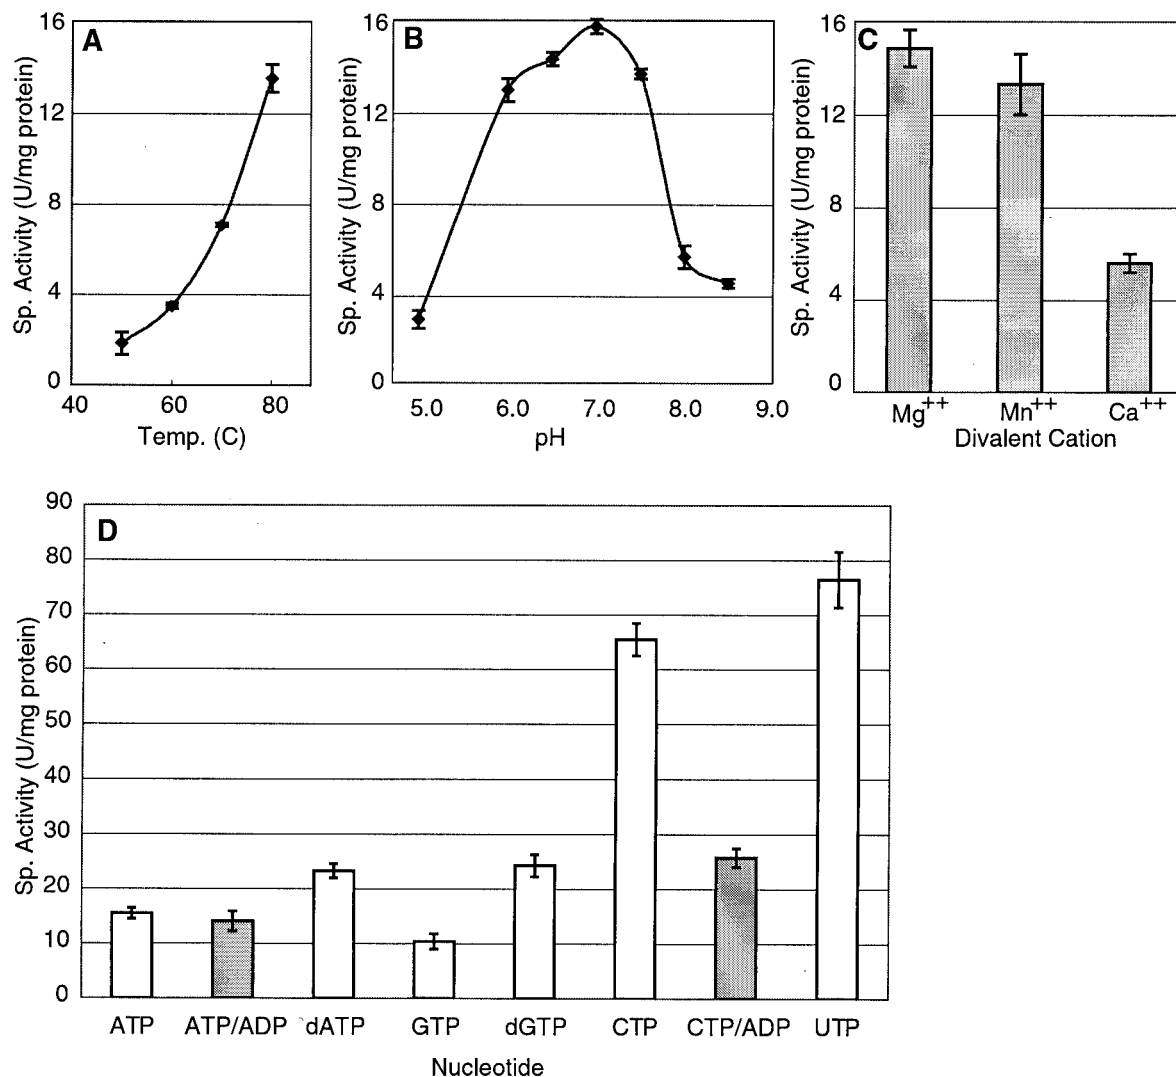 A
Sp. Activity (U/mg protein)
16
12
8
4
0
40 60 80
Temp. (C)
B
Sp. Activity (U/mg protein)
16
12
8
4
0
5.0 6.0 7.0 8.0 9.0
pH
C
Sp. Activity (U/mg protein)
16
12
8
4
0
Mg++ Mn++ Ca++
Divalent Cation
D
Sp. Activity (U/mg protein)
90
80
70
60
50
40
30
20
10
0
ATP ATP/ADP dATP GTP dGTP CTP CTP/ADP UTP
Nucleotide